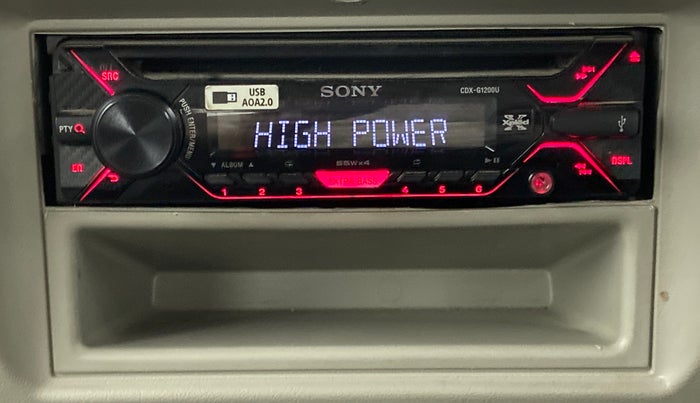 SRC
USB
AOA2.0
SONY
CDX-G1200U
PUSH ENTER/MENU
PTY
HIGH POWER
Xplod
ALBUM
55W×4
DSPL
1 2 3 4 5 6
N